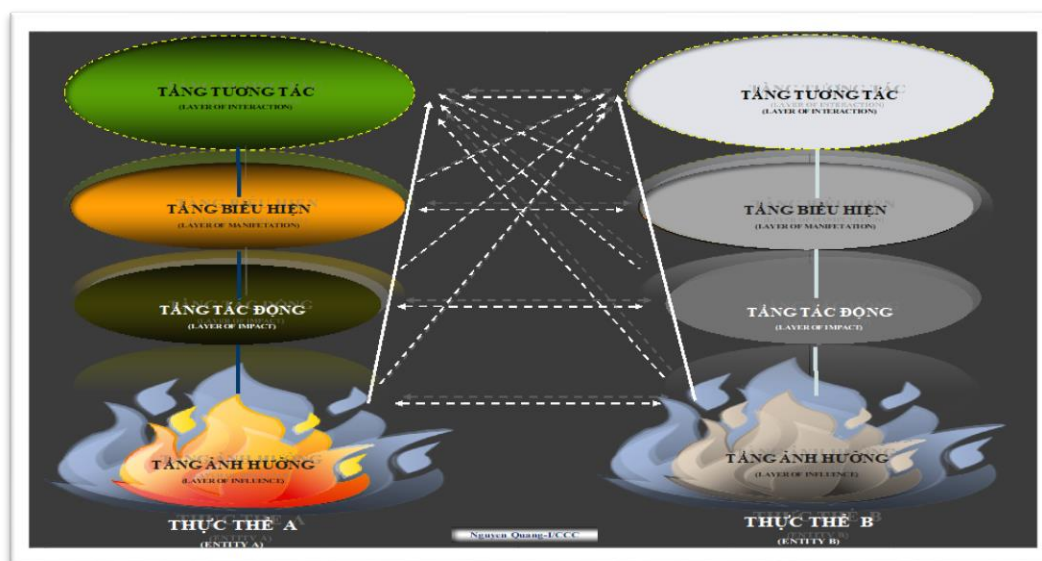 TẦNG TƯƠNG TÁC
(LAYER OF INTERACTION)
TẦNG BIỂU HIỆN
(LAYER OF MANIFETATION)
TẦNG TÁC ĐỘNG
(LAYER OF IMPACT)
TẦNG ẢNH HƯỞNG
(LAYER OF INFLUENCE)
THỰC THỂ A
(ENTITY A)
TẦNG TƯƠNG TÁC
(LAYER OF INTERACTION)
TẦNG BIỂU HIỆN
(LAYER OF MANIFETATION)
TẦNG TÁC ĐỘNG
(LAYER OF IMPACT)
TẦNG ẢNH HƯỞNG
(LAYER OF INFLUENCE)
THỰC THỂ B
(ENTITY B)
Nguyen Quang-I/CCC